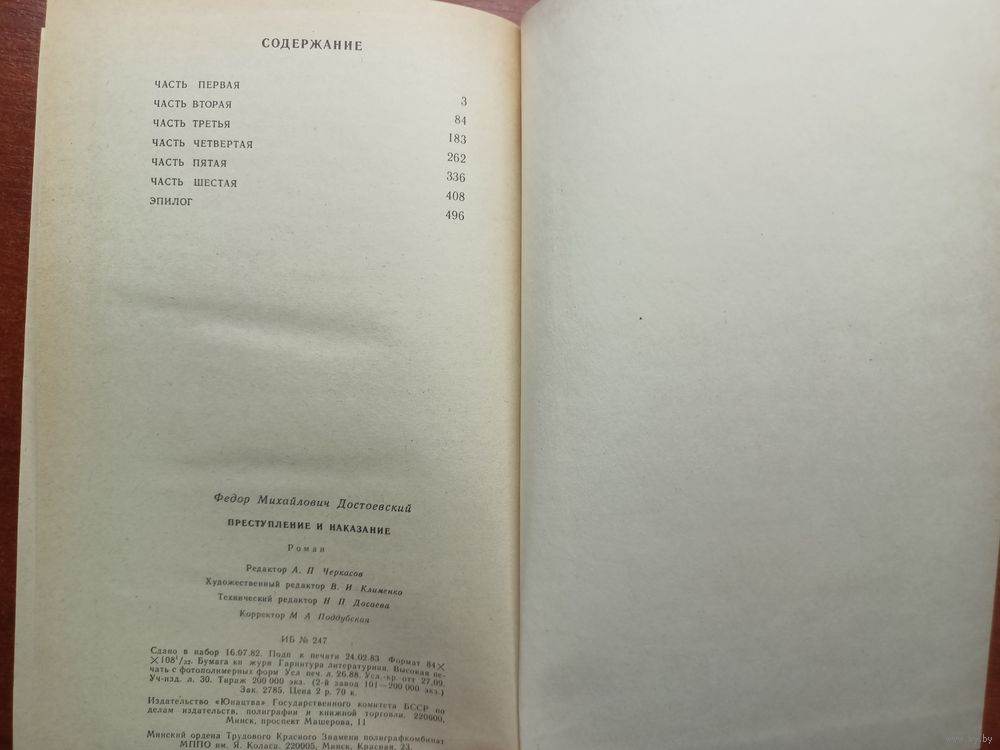 СОДЕРЖАНИЕ
ЧАСТЬ ПЕРВАЯ 3
ЧАСТЬ ВТОРАЯ 84
ЧАСТЬ ТРЕТЬЯ 183
ЧАСТЬ ЧЕТВЕРТАЯ 262
ЧАСТЬ ПЯТАЯ 336
ЧАСТЬ ШЕСТАЯ 408
ЭПИЛОГ 496
Федор Михайлович Достоевский
ПРЕСТУПЛЕНИЕ И НАКАЗАНИЕ
Роман
Редактор А. П Черкасов
Художественный редактор В. И Клименко
Технический редактор Н П Досаева
Корректор М А Поддубская
ИБ № 247
Сдано в набор 16.07.82. Подп к печати 24.02.83 Формат 84×
×108¹/₃₂. Бумага кн журн Гарнитура литературная. Высокая пе-
чать с фотополимерных форм Усл печ. л. 26.88. Усл. кр.-отт 27,09.
Уч-изд. л. 30. Тираж 200 000 экз. (2-й завод 101—200 000 экз.)
Зак. 2785. Цена 2 р. 70 к.
Издательство «Юнацтва» Государственного комитета БССР по
делам издательств, полиграфии и книжной торговли. 220600,
Минск, проспект Машерова, 11
Минский ордена Трудового Красного Знамени полиграфкомбинат
МППО им. Я. Коласа. 220005, Минск, Красная, 23.